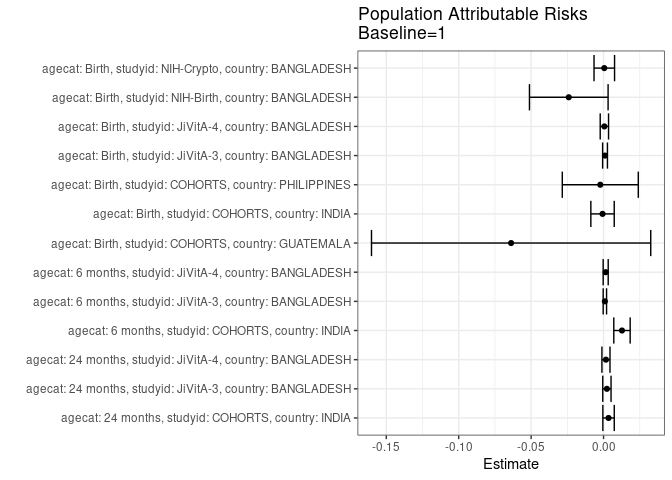 Population Attributable Risks
Baseline=1
agecat: Birth, studyid: NIH-Crypto, country: BANGLADESH
agecat: Birth, studyid: NIH-Birth, country: BANGLADESH
agecat: Birth, studyid: JiVitA-4, country: BANGLADESH
agecat: Birth, studyid: JiVitA-3, country: BANGLADESH
agecat: Birth, studyid: COHORTS, country: PHILIPPINES
agecat: Birth, studyid: COHORTS, country: INDIA
agecat: Birth, studyid: COHORTS, country: GUATEMALA
agecat: 6 months, studyid: JiVitA-4, country: BANGLADESH
agecat: 6 months, studyid: JiVitA-3, country: BANGLADESH
agecat: 6 months, studyid: COHORTS, country: INDIA
agecat: 24 months, studyid: JiVitA-4, country: BANGLADESH
agecat: 24 months, studyid: JiVitA-3, country: BANGLADESH
agecat: 24 months, studyid: COHORTS, country: INDIA
-0.15 -0.10 -0.05 0.00
Estimate